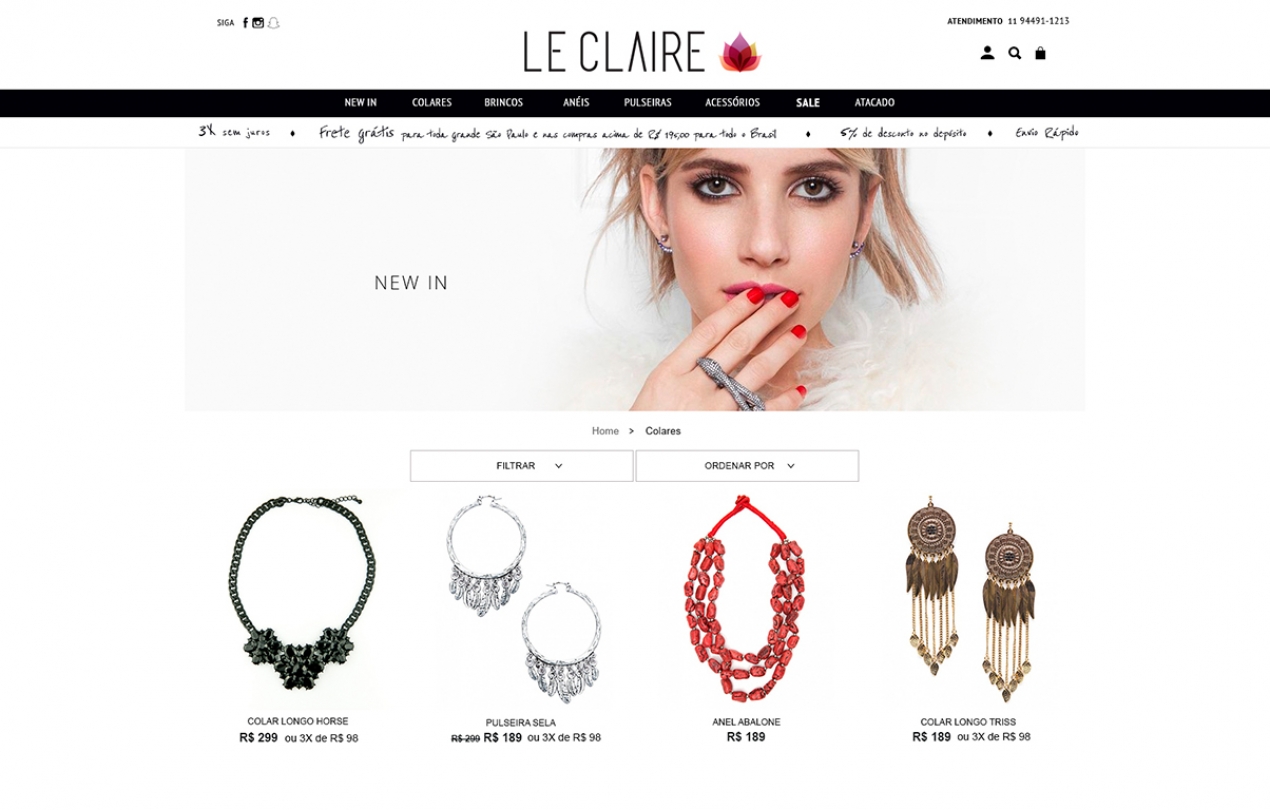 SIGA
ATENDIMENTO 11 94491-1213
LE CLAIRE
NEW IN COLARES BRINCOS ANÉIS PULSEIRAS ACESSÓRIOS SALE ATACADO
3X sem juros ♦ Frete grátis para toda grande São Paulo e nas compras acima de R$ 195,00 para todo o Brasil ♦ 5% de desconto no depósito ♦ Envio Rápido
NEW IN
Home > Colares
FILTRAR ORDENAR POR
COLAR LONGO HORSE
R$ 299 ou 3X de R$ 98
PULSEIRA SELA
R$ 299 R$ 189 ou 3X de R$ 98
ANEL ABALONE
R$ 189
COLAR LONGO TRISS
R$ 189 ou 3X de R$ 98